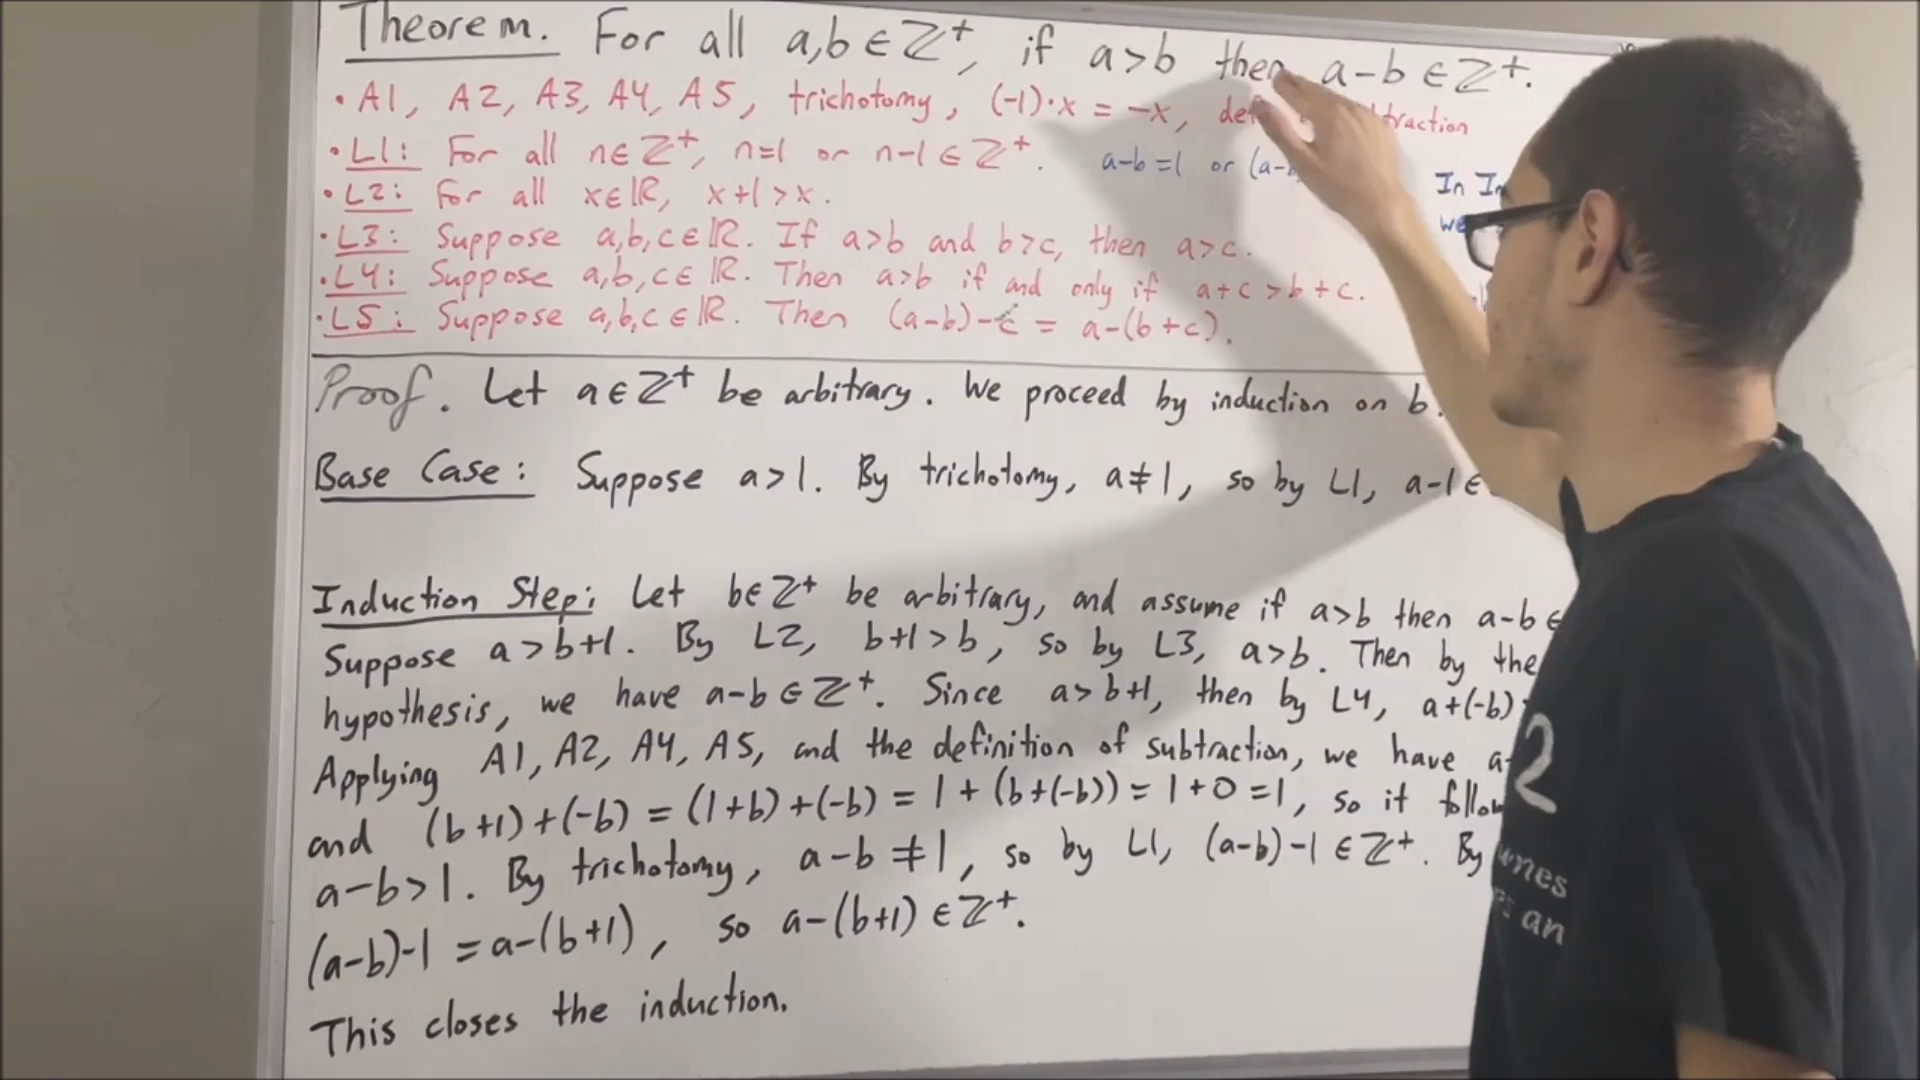 Theorem. For all a,b ∈ ℤ⁺, if a>b then a-b ∈ ℤ⁺.
• A1, A2, A3, A4, A5, trichotomy, (-1)·x = -x,
• L1: For all n∈ℤ⁺, n=1 or n-1 ∈ ℤ⁺. a-b=1 or (a-
• L2: For all x∈ℝ, x+1>x.
In
• L3: Suppose a,b,c∈ℝ. If a>b and b>c, then a>c.
we
• L4: Suppose a,b,c∈ℝ. Then a>b if and only if a+c>b+c.
• L5: Suppose a,b,c∈ℝ. Then (a-b)-c = a-(b+c).
Proof. Let a∈ℤ⁺ be arbitrary. We proceed by induction on b.
Base Case: Suppose a>1. By trichotomy, a≠1, so by L1, a-1 ∈
Induction Step: Let b∈ℤ⁺ be arbitrary, and assume if a>b then a-b ∈
Suppose a>b+1. By L2, b+1>b, so by L3, a>b. Then by the
hypothesis, we have a-b ∈ ℤ⁺. Since a>b+1, then by L4, a+(-b)
Applying A1, A2, A4, A5, and the definition of subtraction, we have a-
and (b+1)+(-b) = (1+b)+(-b) = 1+(b+(-b)) = 1+0 = 1, so it
a-b>1. By trichotomy, a-b≠1, so by L1, (a-b)-1 ∈ ℤ⁺. By
(a-b)-1 = a-(b+1), so a-(b+1) ∈ ℤ⁺.
This closes the induction.
2
an